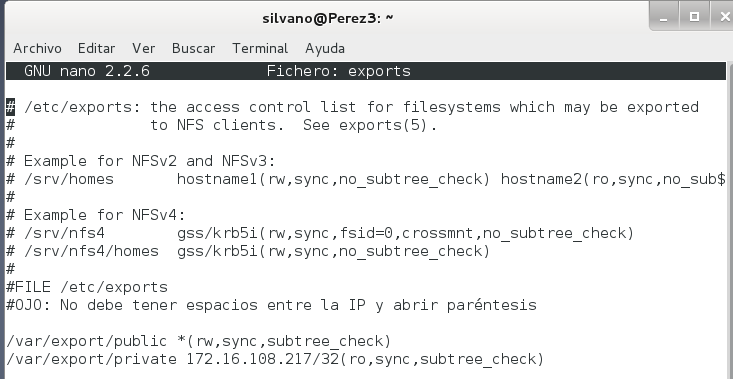 silvano@Perez3: ~
Archivo Editar Ver Buscar Terminal Ayuda
GNU nano 2.2.6 Fichero: exports
# /etc/exports: the access control list for filesystems which may be exported
# to NFS clients. See exports(5).
#
# Example for NFSv2 and NFSv3:
# /srv/homes hostname1(rw,sync,no_subtree_check) hostname2(ro,sync,no_sub$
#
# Example for NFSv4:
# /srv/nfs4 gss/krb5i(rw,sync,fsid=0,crossmnt,no_subtree_check)
# /srv/nfs4/homes gss/krb5i(rw,sync,no_subtree_check)
#
#FILE /etc/exports
#OJO: No debe tener espacios entre la IP y abrir paréntesis
/var/export/public *(rw,sync,subtree_check)
/var/export/private 172.16.108.217/32(ro,sync,subtree_check)